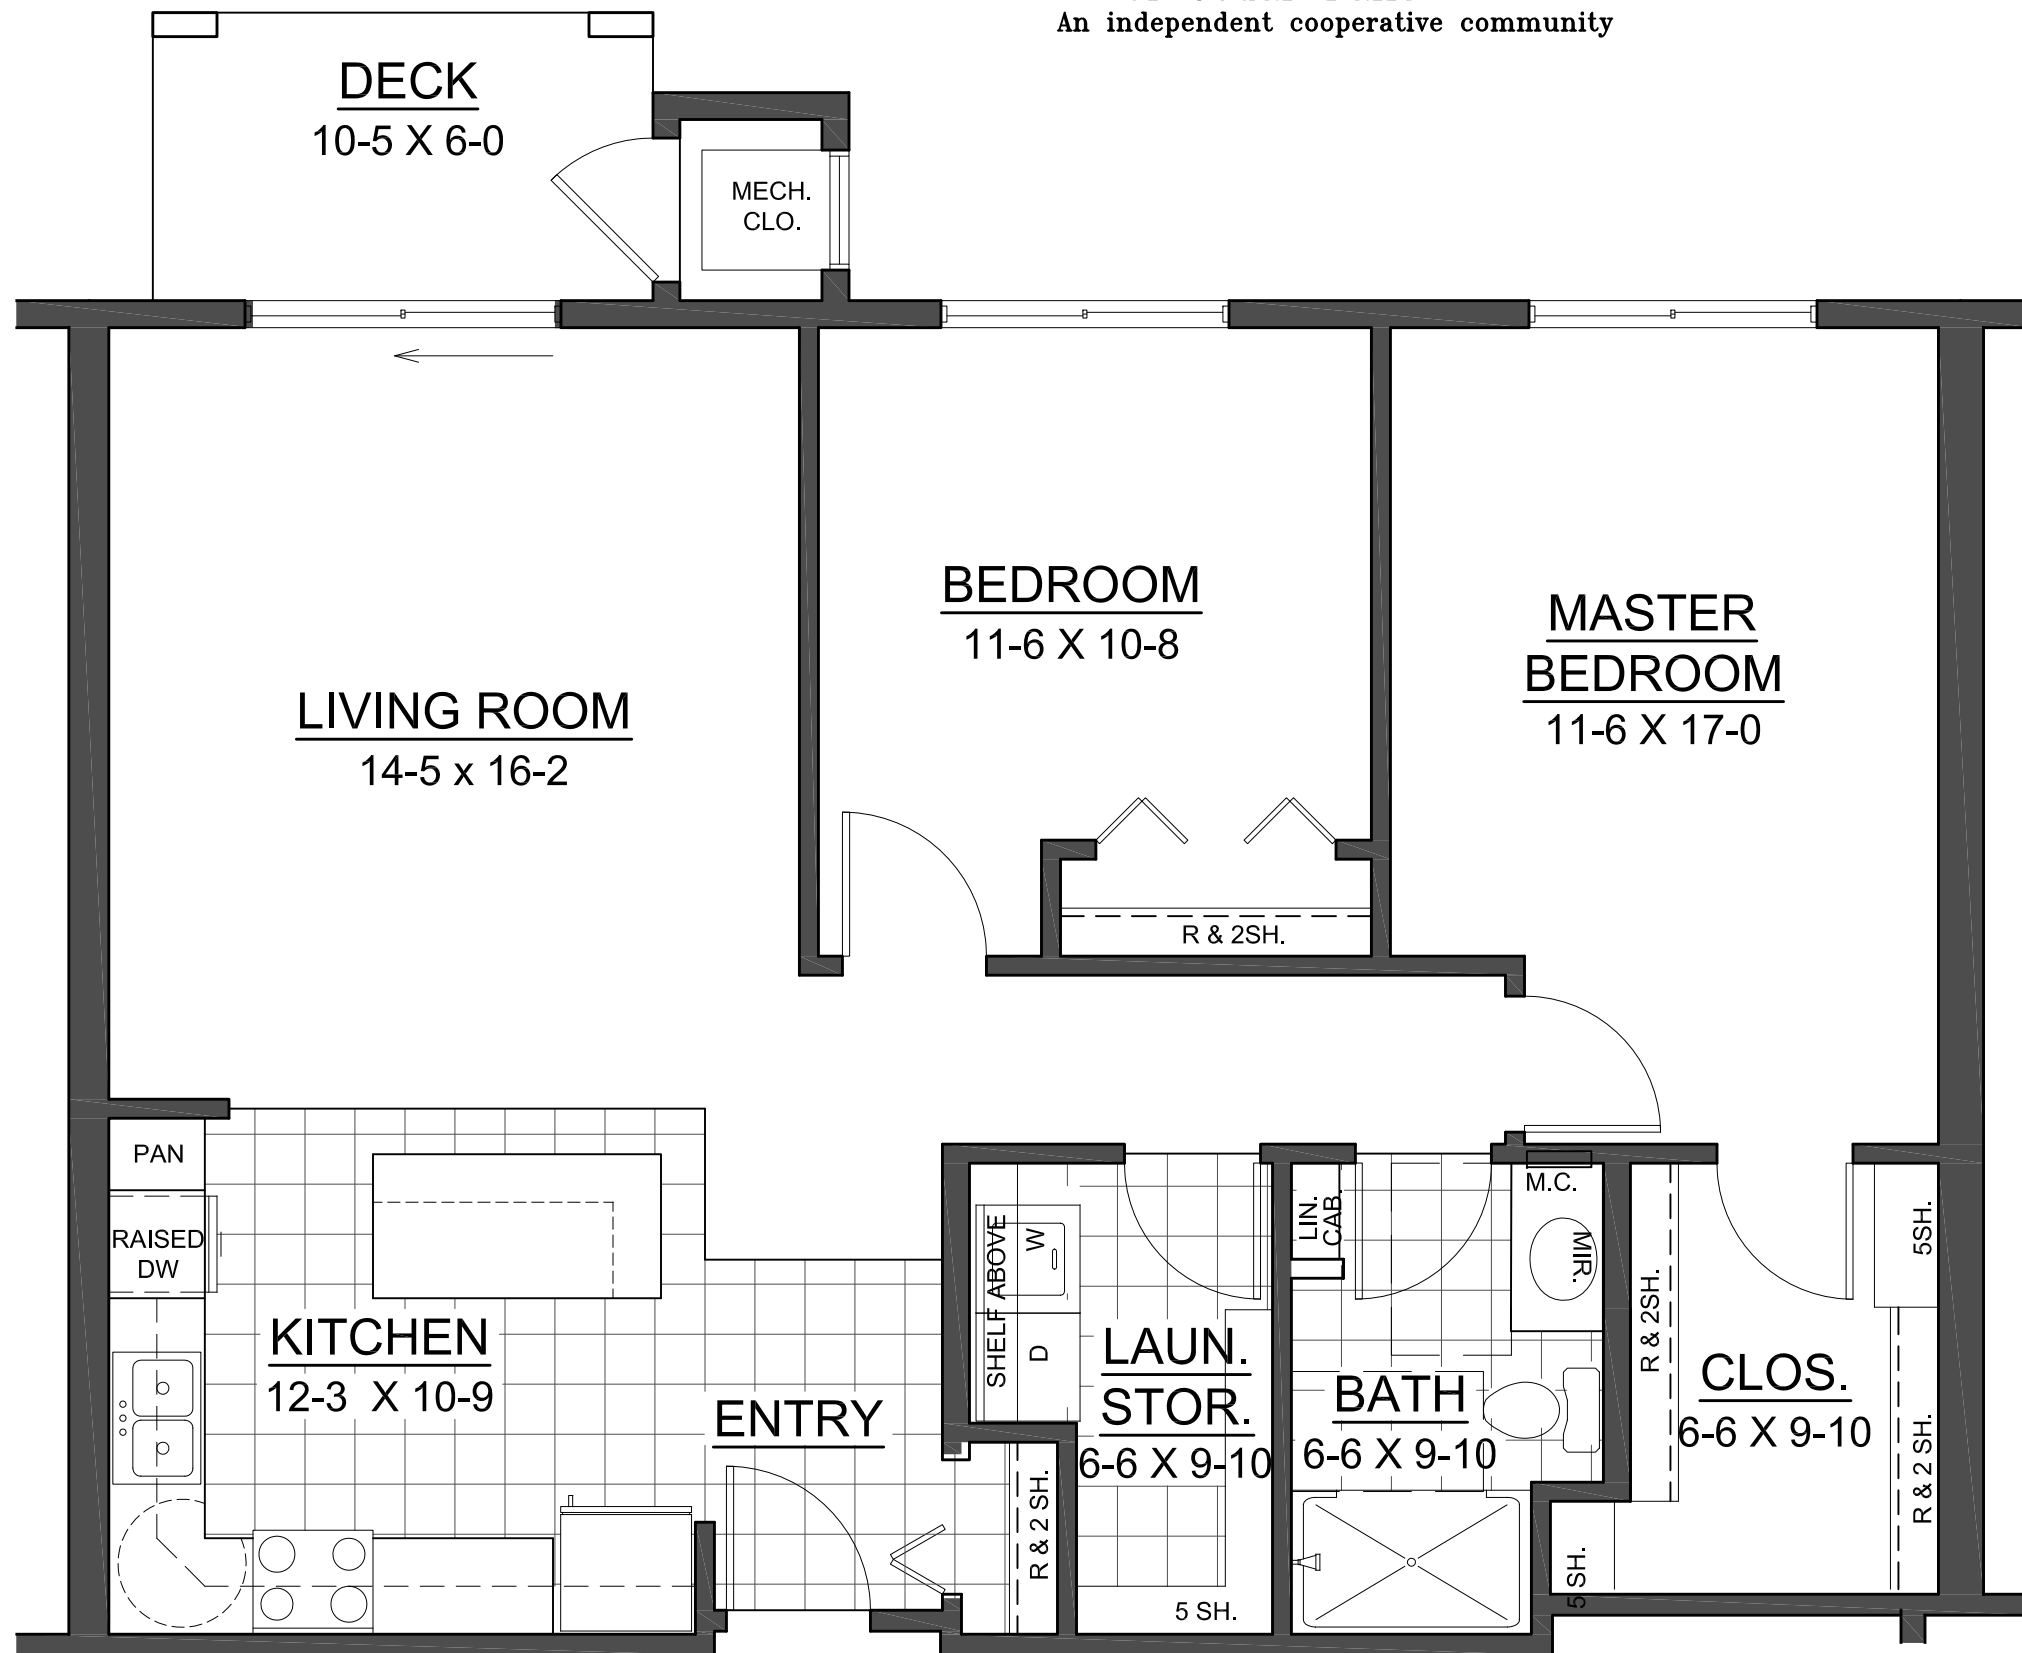 An independent cooperative community
DECK
10-5 X 6-0
MECH.
CLO.
BEDROOM
11-6 X 10-8
MASTER
BEDROOM
11-6 X 17-0
LIVING ROOM
14-5 x 16-2
R & 2SH.
PAN
RAISED
DW
KITCHEN
12-3 X 10-9
ENTRY
R & 2 SH.
SHELF ABOVE
W
D
LAUN.
STOR.
6-6 X 9-10
5 SH.
LIN.
CAB.
M.C.
MIR.
BATH
6-6 X 9-10
R & 2SH.
5SH.
CLOS.
6-6 X 9-10
R & 2 SH.
5 SH.